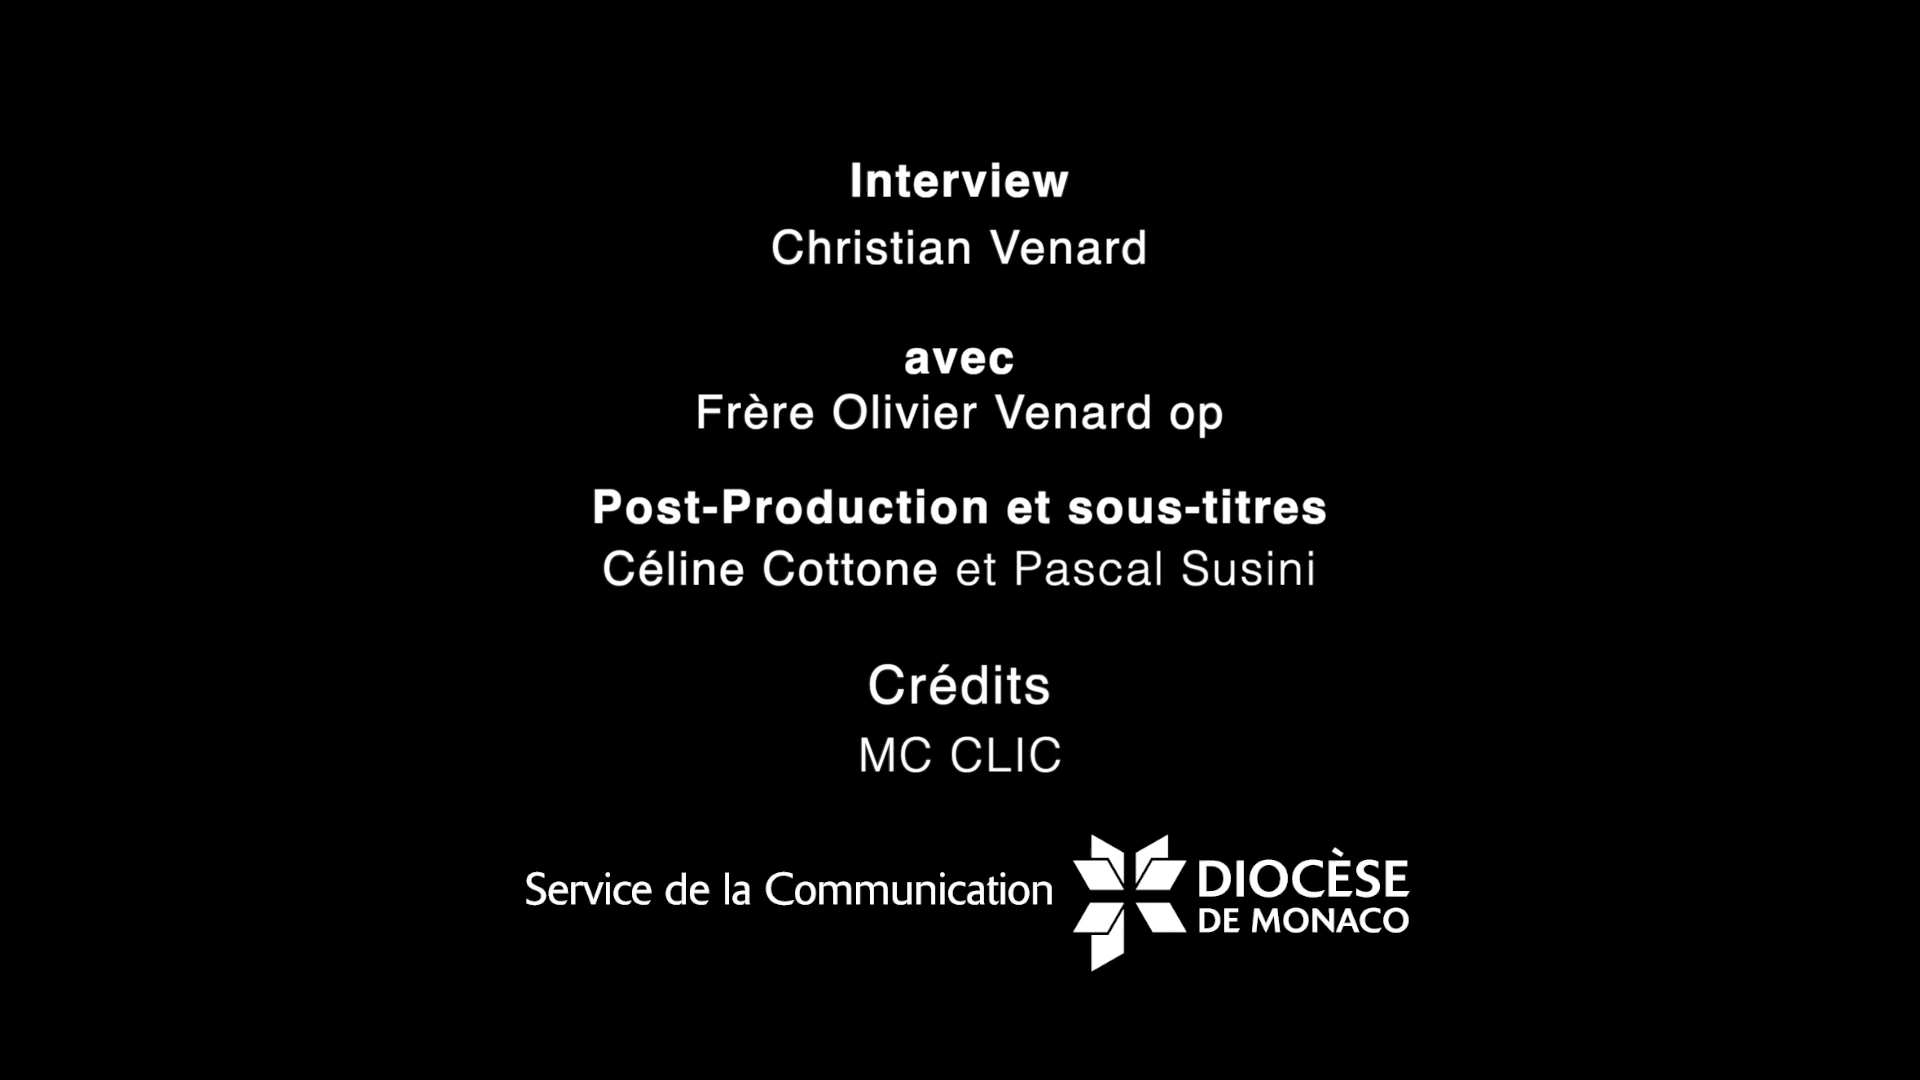 Interview
Christian Venard
avec
Frère Olivier Venard op
Post-Production et sous-titres
Céline Cottone et Pascal Susini
Crédits
MC CLIC
Service de la Communication
DIOCÈSE
DE MONACO